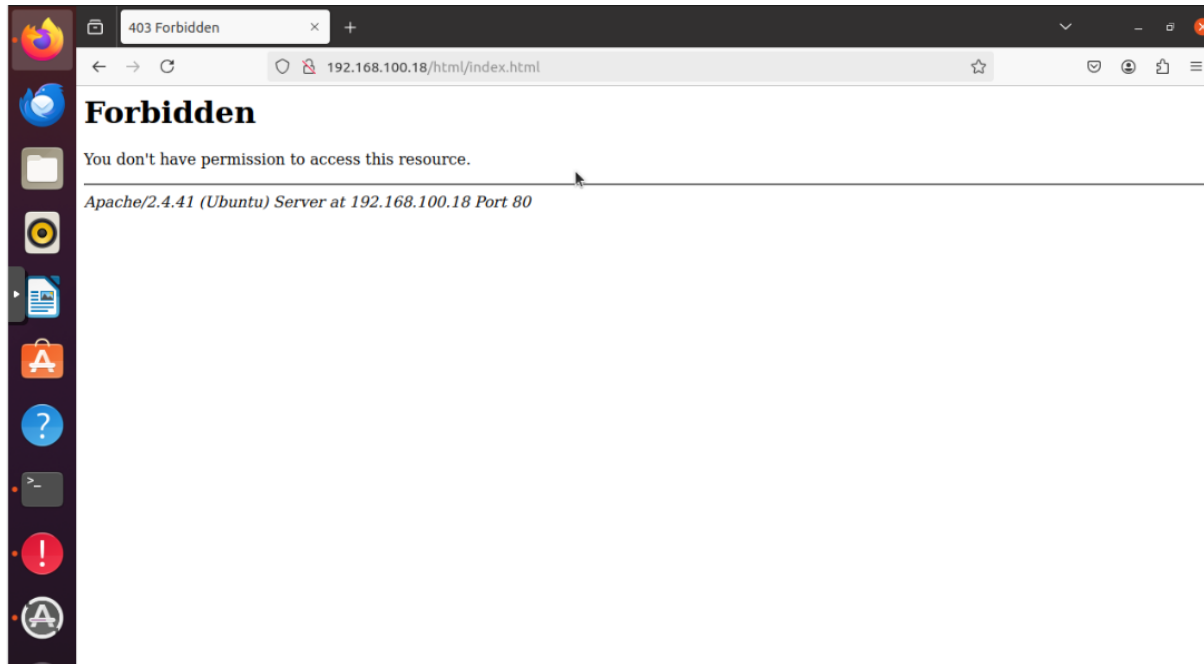 403 Forbidden
192.168.100.18/html/index.html
Forbidden
You don't have permission to access this resource.
Apache/2.4.41 (Ubuntu) Server at 192.168.100.18 Port 80